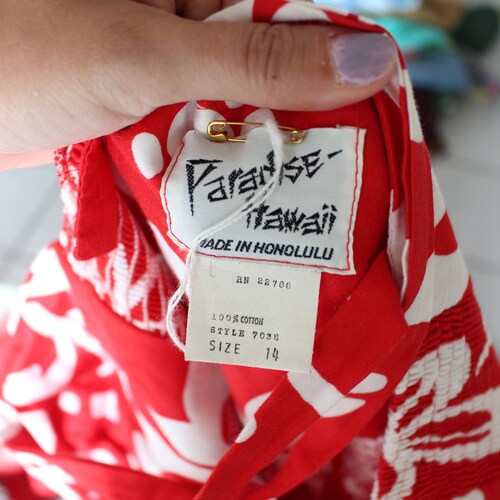 Paradise-
Hawaii
MADE IN HONOLULU
RN 22706
100% COTTON
STYLE 7036
SIZE 14